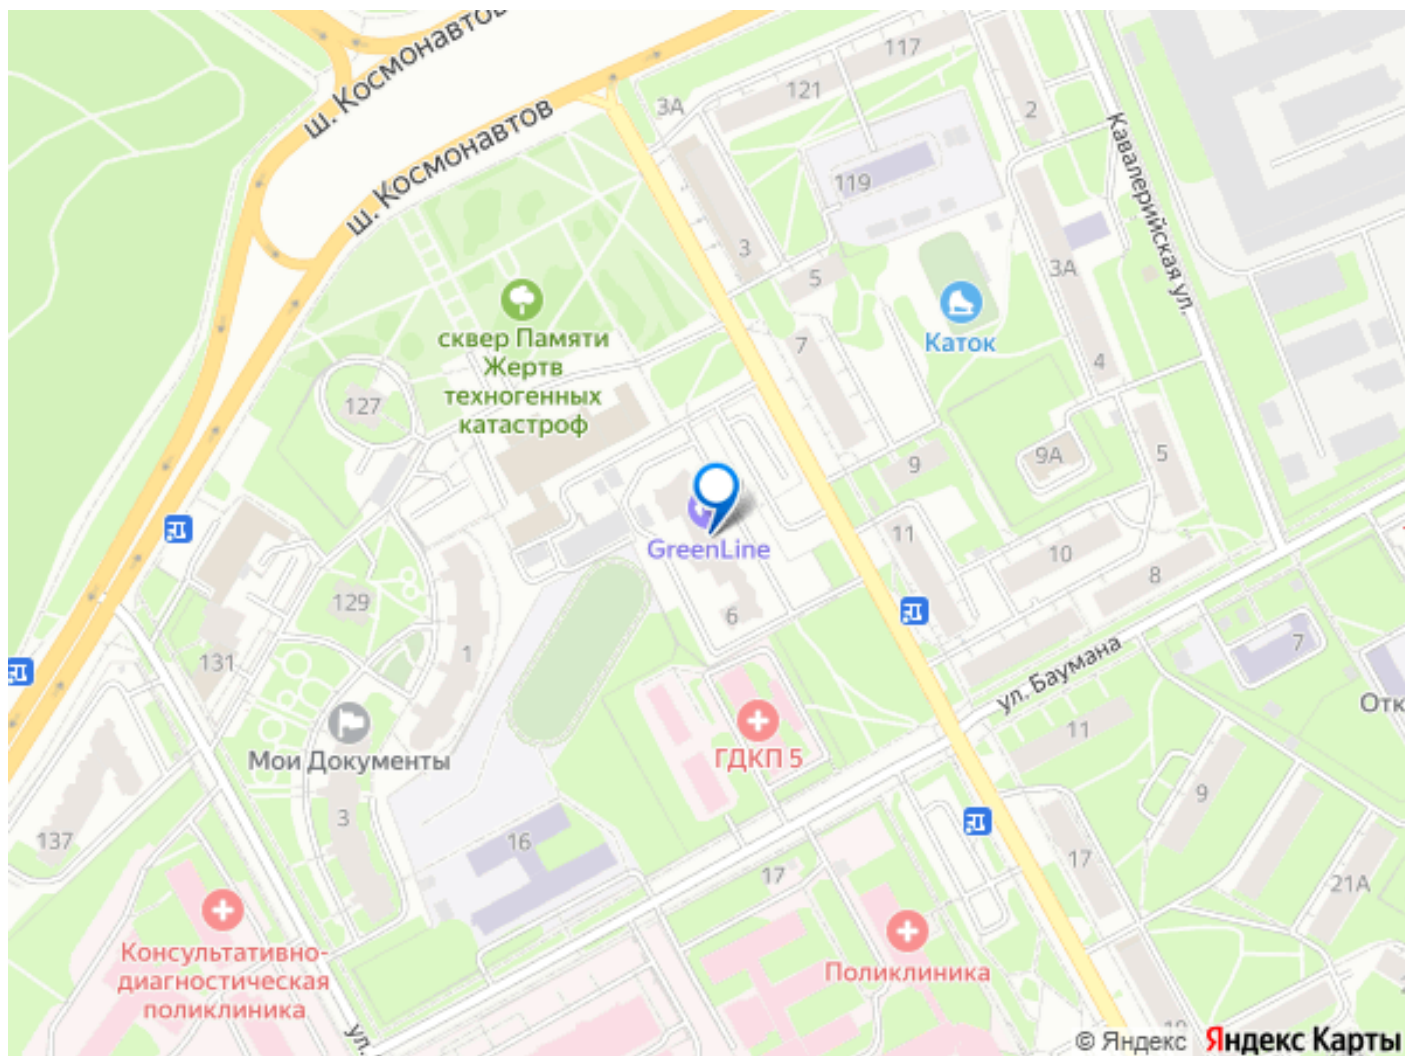 ш. Космонавтов
ш. Космонавтов
117
121
3А
2
Кавалерийская ул.
119
3
5
3А
сквер Памяти
Жертв
техногенных
катастроф
Каток
7
4
127
9
9А
5
GreenLine
11
10
8
129
6
1
131
7
ул. Баумана
Отк
11
Мои Документы
ГДКП 5
9
3
137
16
17
17
21А
Консультативно-
диагностическая
поликлиника
Поликлиника
ул.
© Яндекс Яндекс Карты